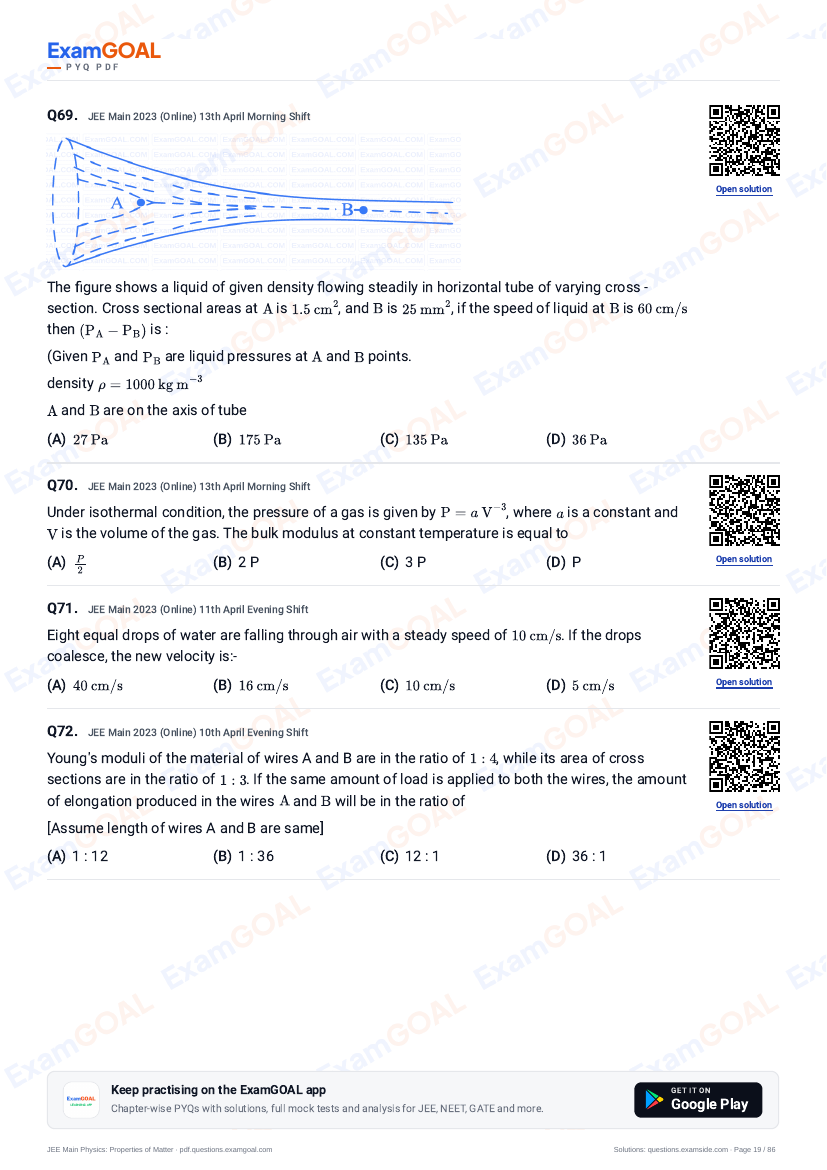 ExamGOAL
PYQ PDF
Q69. JEE Main 2023 (Online) 13th April Morning Shift
Open solution
A
B
The figure shows a liquid of given density flowing steadily in horizontal tube of varying cross -
section. Cross sectional areas at A is 1.5 cm², and B is 25 mm², if the speed of liquid at B is 60 cm/s
then (P_A − P_B) is :
(Given P_A and P_B are liquid pressures at A and B points.
density ρ = 1000 kg m⁻³
A and B are on the axis of tube
(A) 27 Pa (B) 175 Pa (C) 135 Pa (D) 36 Pa
Q70. JEE Main 2023 (Online) 13th April Morning Shift
Open solution
Under isothermal condition, the pressure of a gas is given by P = a V⁻³, where a is a constant and
V is the volume of the gas. The bulk modulus at constant temperature is equal to
(A) P/2 (B) 2 P (C) 3 P (D) P
Q71. JEE Main 2023 (Online) 11th April Evening Shift
Open solution
Eight equal drops of water are falling through air with a steady speed of 10 cm/s. If the drops
coalesce, the new velocity is:-
(A) 40 cm/s (B) 16 cm/s (C) 10 cm/s (D) 5 cm/s
Q72. JEE Main 2023 (Online) 10th April Evening Shift
Open solution
Young's moduli of the material of wires A and B are in the ratio of 1 : 4, while its area of cross
sections are in the ratio of 1 : 3. If the same amount of load is applied to both the wires, the amount
of elongation produced in the wires A and B will be in the ratio of
[Assume length of wires A and B are same]
(A) 1 : 12 (B) 1 : 36 (C) 12 : 1 (D) 36 : 1
ExamGOAL
Keep practising on the ExamGOAL app
Chapter-wise PYQs with solutions, full mock tests and analysis for JEE, NEET, GATE and more.
GET IT ON
Google Play
JEE Main Physics: Properties of Matter · pdf.questions.examgoal.com
Solutions: questions.examside.com · Page 19 / 86